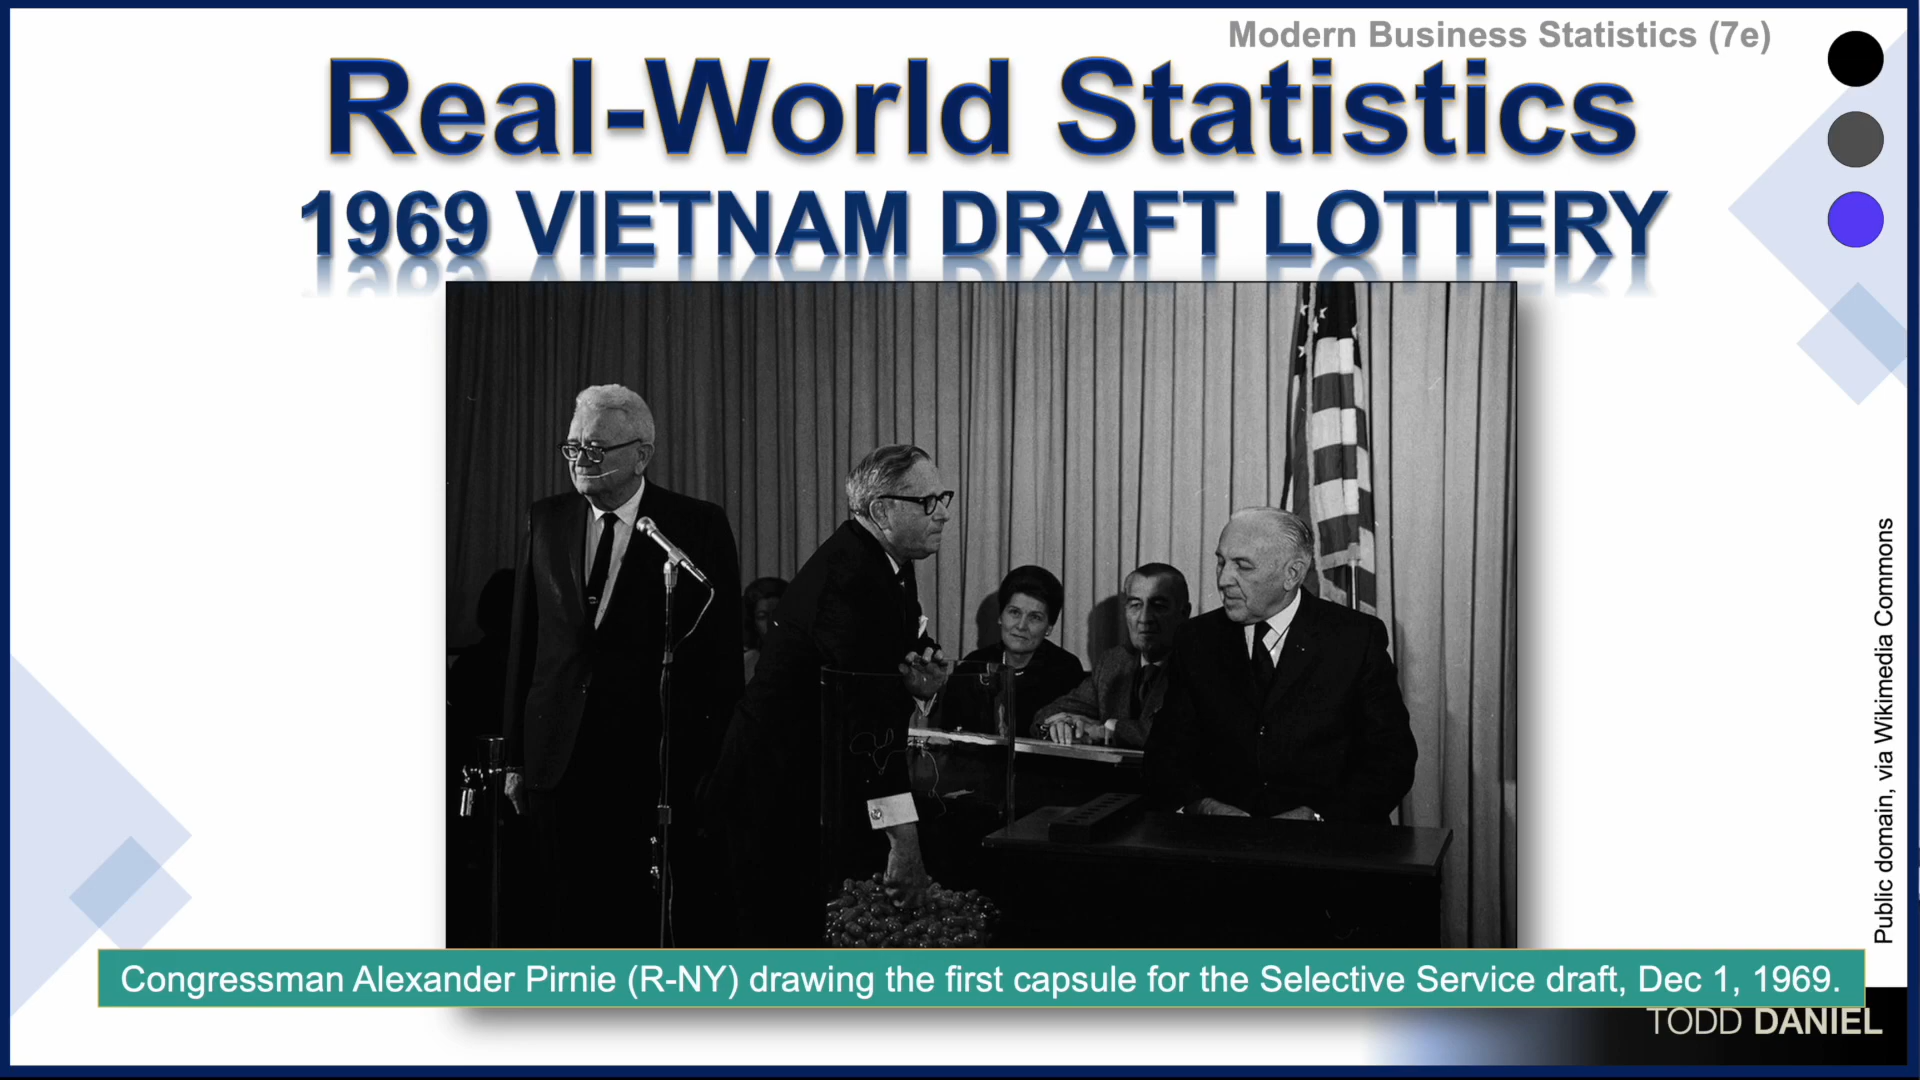 Modern Business Statistics (7e)
Real-World Statistics
1969 VIETNAM DRAFT LOTTERY
Public domain, via Wikimedia Commons
Congressman Alexander Pirnie (R-NY) drawing the first capsule for the Selective Service draft, Dec 1, 1969.
TODD DANIEL